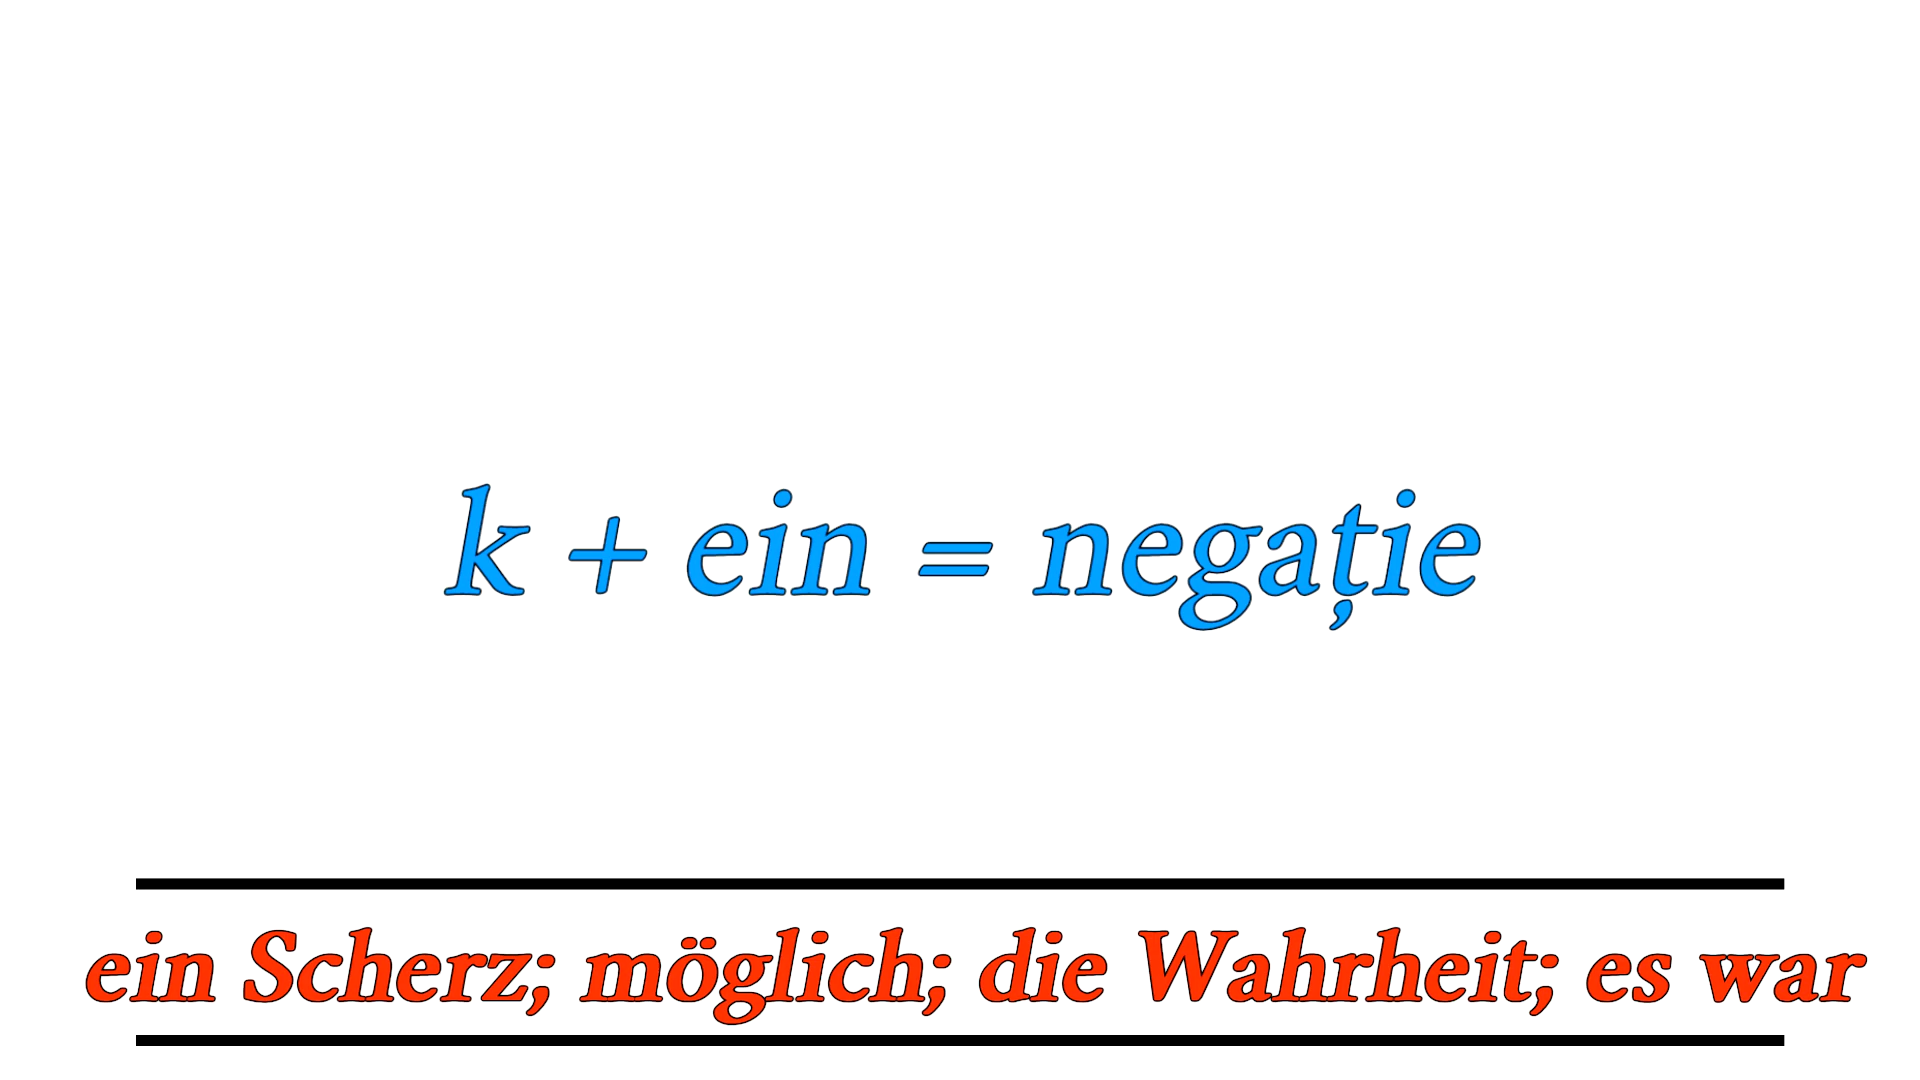 k + ein = negație
ein Scherz; möglich; die Wahrheit; es war